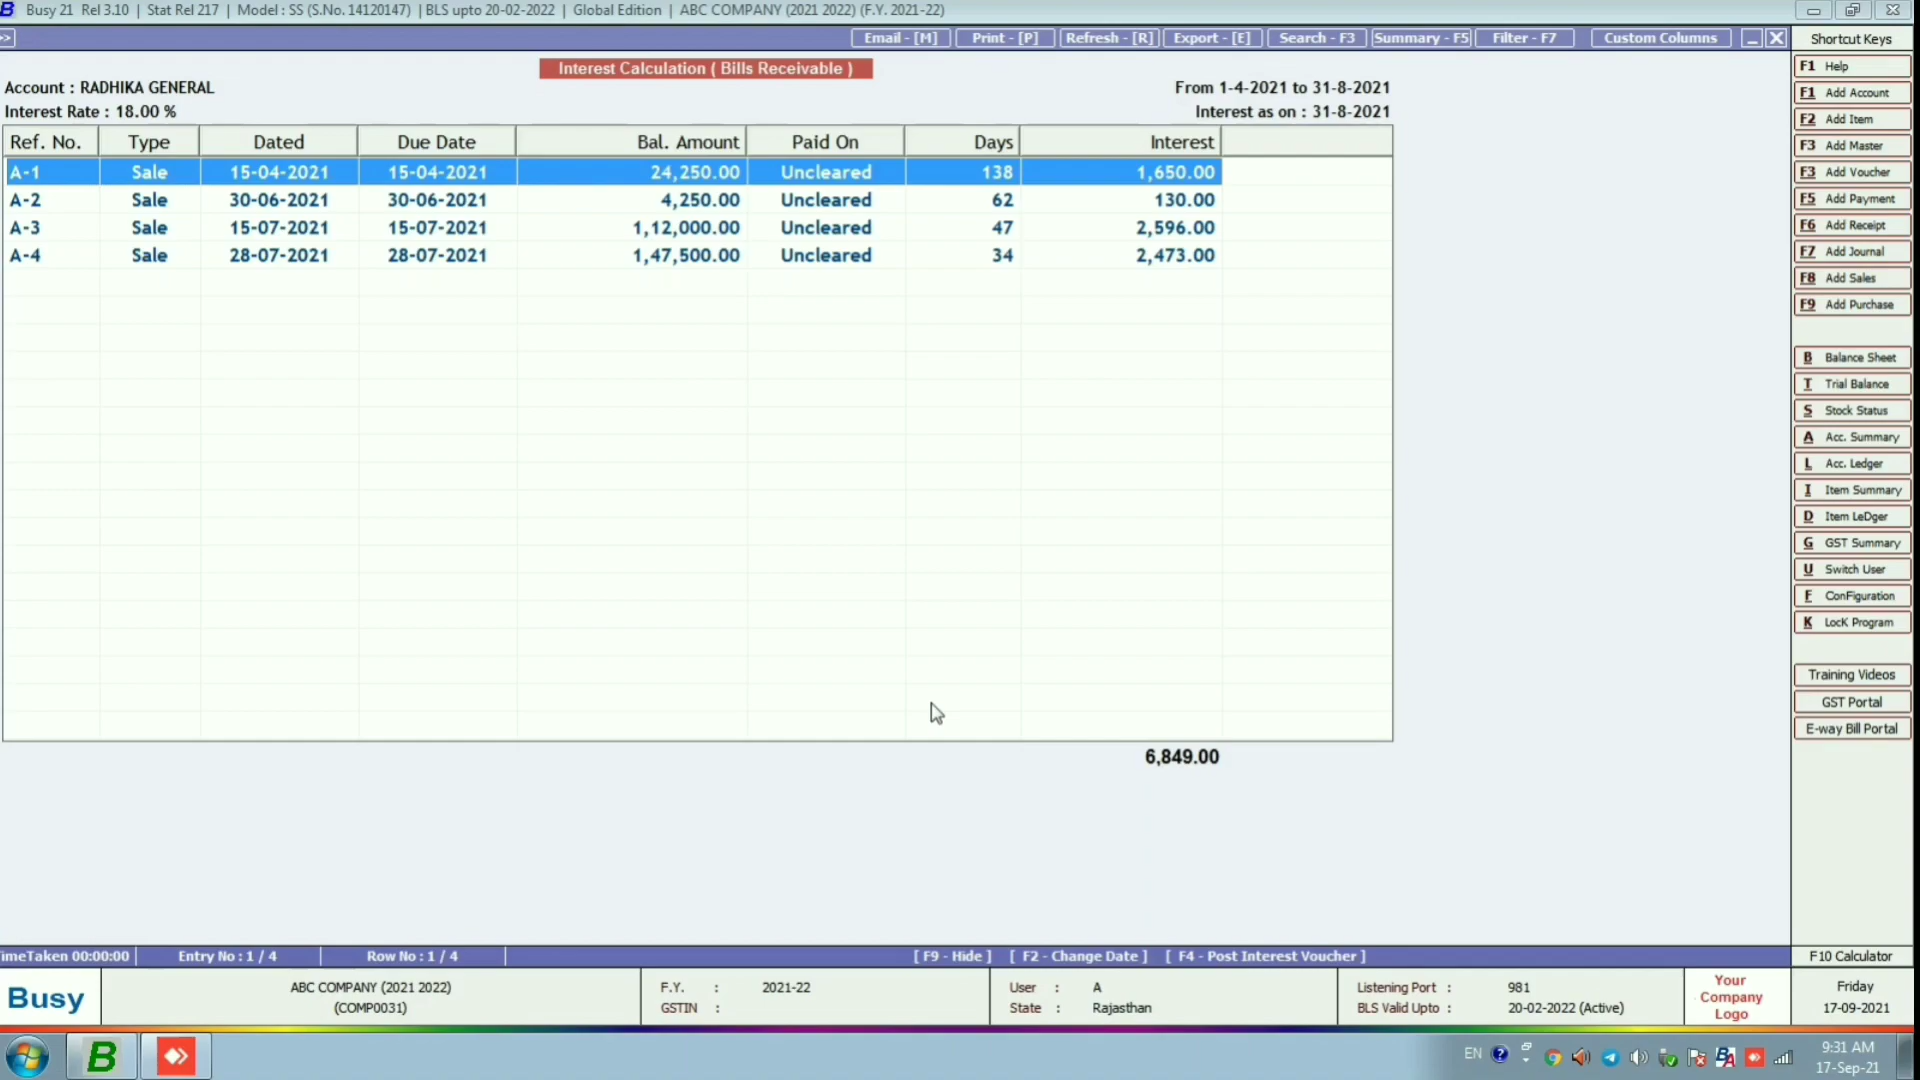 Busy 21 Rel 3.10 | Stat Rel 217 | Model : SS (S.No. 14120147) | BLS upto 20-02-2022 | Global Edition | ABC COMPANY (2021 2022) (F.Y. 2021-22)
>> Email - [M] Print - [P] Refresh - [R] Export - [E] Search - F3 Summary - F5 Filter - F7 Custom Columns
Interest Calculation ( Bills Receivable )
Account : RADHIKA GENERAL From 1-4-2021 to 31-8-2021
Interest Rate : 18.00 % Interest as on : 31-8-2021
Ref. No. Type Dated Due Date Bal. Amount Paid On Days Interest
A-1 Sale 15-04-2021 15-04-2021 24,250.00 Uncleared 138 1,650.00
A-2 Sale 30-06-2021 30-06-2021 4,250.00 Uncleared 62 130.00
A-3 Sale 15-07-2021 15-07-2021 1,12,000.00 Uncleared 47 2,596.00
A-4 Sale 28-07-2021 28-07-2021 1,47,500.00 Uncleared 34 2,473.00
6,849.00
Shortcut Keys
F1 Help
F1 Add Account
F2 Add Item
F3 Add Master
F3 Add Voucher
F5 Add Payment
F6 Add Receipt
F7 Add Journal
F8 Add Sales
F9 Add Purchase
B Balance Sheet
T Trial Balance
S Stock Status
A Acc. Summary
L Acc. Ledger
I Item Summary
D Item LeDger
G GST Summary
U Switch User
F ConFiguration
K LocK Program
Training Videos
GST Portal
E-way Bill Portal
imeTaken 00:00:00 Entry No : 1 / 4 Row No : 1 / 4 [ F9 - Hide ] [ F2 - Change Date ] [ F4 - Post Interest Voucher ] F10 Calculator
Busy
ABC COMPANY (2021 2022)
(COMP0031)
F.Y. : 2021-22
GSTIN :
User : A
State : Rajasthan
Listening Port : 981
BLS Valid Upto : 20-02-2022 (Active)
Your
Company
Logo
Friday
17-09-2021
EN
9:31 AM
17-Sep-21